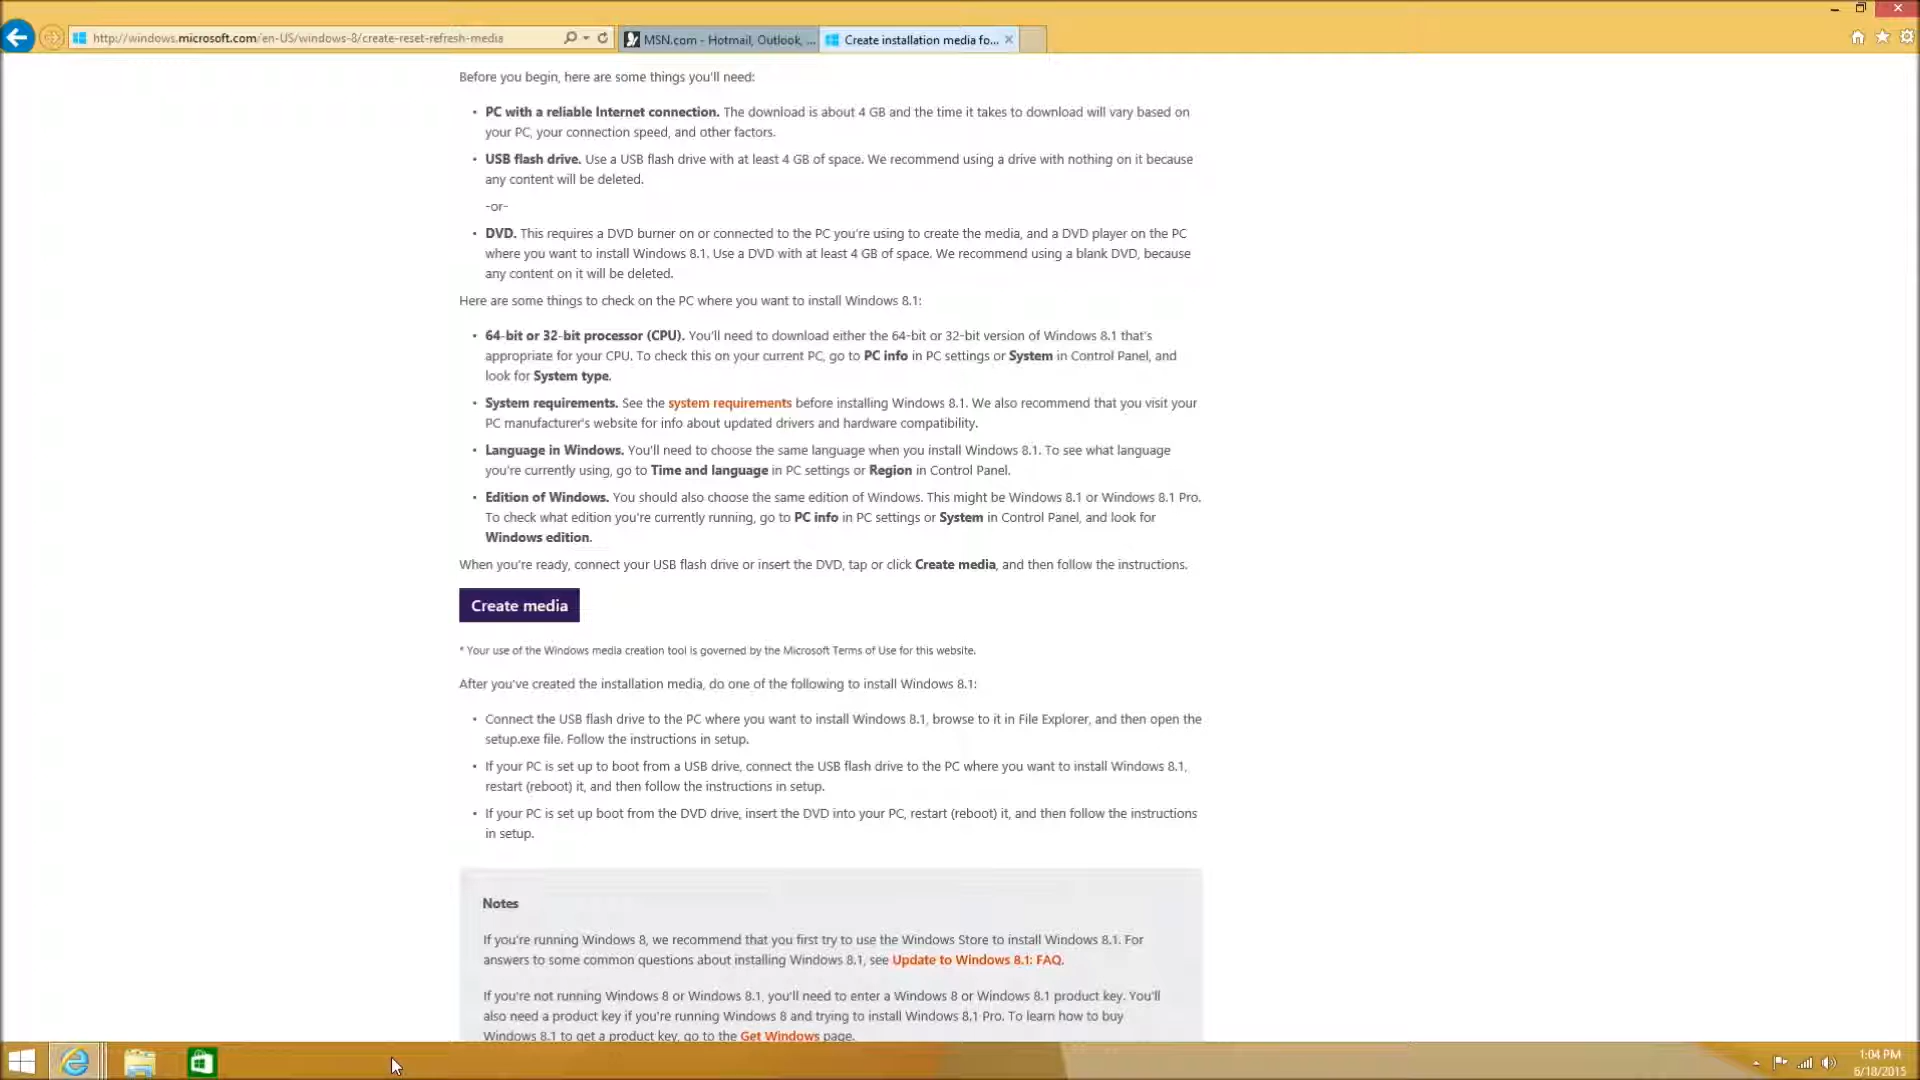 http://windows.microsoft.com/en-US/windows-8/create-reset-refresh-media
MSN.com - Hotmail, Outlook, ...
Create installation media fo...
Before you begin, here are some things you'll need:
• PC with a reliable Internet connection. The download is about 4 GB and the time it takes to download will vary based on
your PC, your connection speed, and other factors.
• USB flash drive. Use a USB flash drive with at least 4 GB of space. We recommend using a drive with nothing on it because
any content will be deleted.
-or-
• DVD. This requires a DVD burner on or connected to the PC you're using to create the media, and a DVD player on the PC
where you want to install Windows 8.1. Use a DVD with at least 4 GB of space. We recommend using a blank DVD, because
any content on it will be deleted.
Here are some things to check on the PC where you want to install Windows 8.1:
• 64-bit or 32-bit processor (CPU). You'll need to download either the 64-bit or 32-bit version of Windows 8.1 that's
appropriate for your CPU. To check this on your current PC, go to PC info in PC settings or System in Control Panel, and
look for System type.
• System requirements. See the system requirements before installing Windows 8.1. We also recommend that you visit your
PC manufacturer's website for info about updated drivers and hardware compatibility.
• Language in Windows. You'll need to choose the same language when you install Windows 8.1. To see what language
you're currently using, go to Time and language in PC settings or Region in Control Panel.
• Edition of Windows. You should also choose the same edition of Windows. This might be Windows 8.1 or Windows 8.1 Pro.
To check what edition you're currently running, go to PC info in PC settings or System in Control Panel, and look for
Windows edition.
When you're ready, connect your USB flash drive or insert the DVD, tap or click Create media, and then follow the instructions.
Create media
* Your use of the Windows media creation tool is governed by the Microsoft Terms of Use for this website.
After you've created the installation media, do one of the following to install Windows 8.1:
• Connect the USB flash drive to the PC where you want to install Windows 8.1, browse to it in File Explorer, and then open the
setup.exe file. Follow the instructions in setup.
• If your PC is set up to boot from a USB drive, connect the USB flash drive to the PC where you want to install Windows 8.1,
restart (reboot) it, and then follow the instructions in setup.
• If your PC is set up boot from the DVD drive, insert the DVD into your PC, restart (reboot) it, and then follow the instructions
in setup.
Notes
If you're running Windows 8, we recommend that you first try to use the Windows Store to install Windows 8.1. For
answers to some common questions about installing Windows 8.1, see Update to Windows 8.1: FAQ.
If you're not running Windows 8 or Windows 8.1, you'll need to enter a Windows 8 or Windows 8.1 product key. You'll
also need a product key if you're running Windows 8 and trying to install Windows 8.1 Pro. To learn how to buy
Windows 8.1 to get a product key, go to the Get Windows page.
1:04 PM
6/18/2015